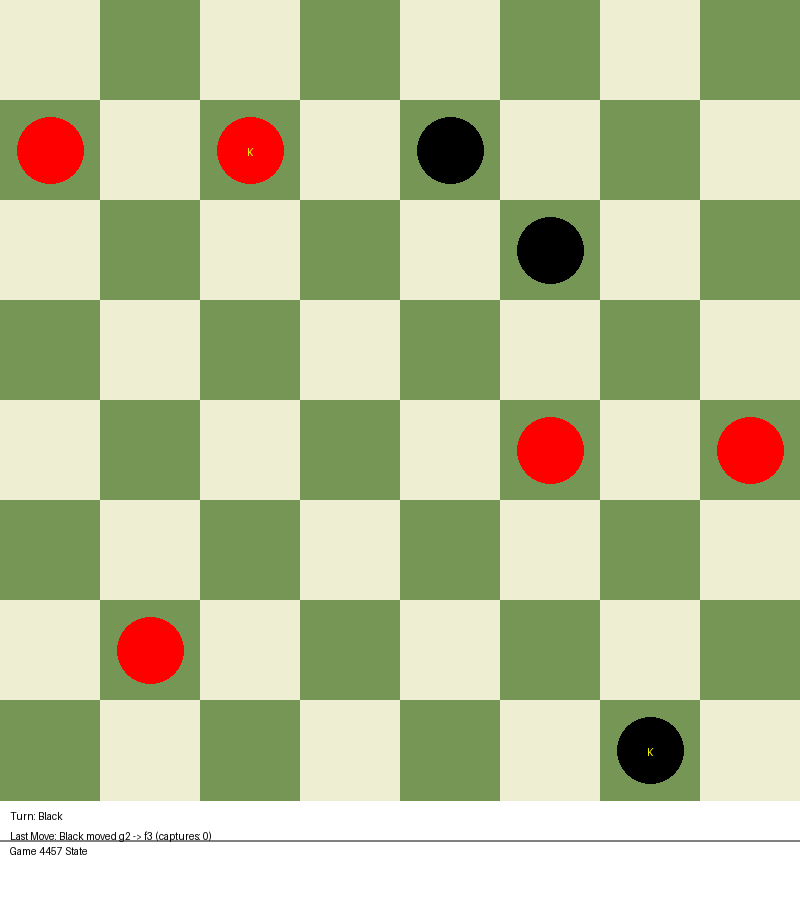 K
K
Turn: Black
Last Move: Black moved g2 -> f3 (captures: 0)
Game 4457 State